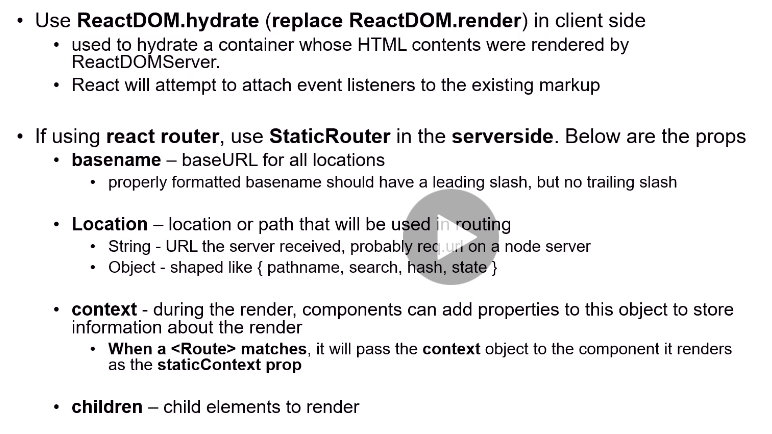 • Use ReactDOM.hydrate (replace ReactDOM.render) in client side
• used to hydrate a container whose HTML contents were rendered by
ReactDOMServer.
• React will attempt to attach event listeners to the existing markup
• If using react router, use StaticRouter in the serverside. Below are the props
• basename – baseURL for all locations
• properly formatted basename should have a leading slash, but no trailing slash
• Location – location or path that will be used in routing
• String - URL the server received, probably req.url on a node server
• Object - shaped like { pathname, search, hash, state }
• context - during the render, components can add properties to this object to store
information about the render
• When a <Route> matches, it will pass the context object to the component it renders
as the staticContext prop
• children – child elements to render